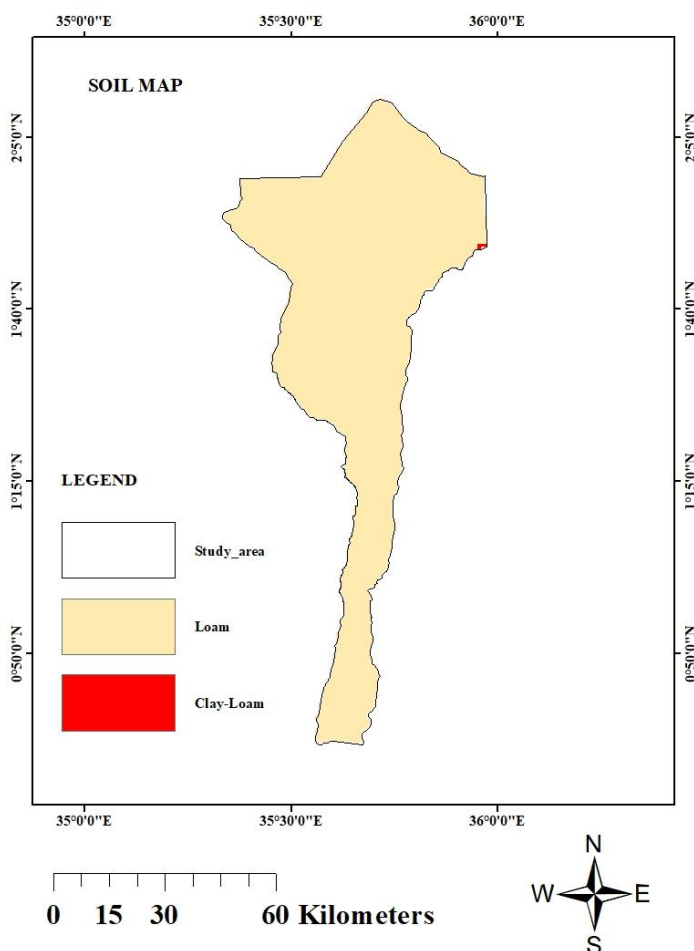 35°0'0"E 35°30'0"E 36°0'0"E
SOIL MAP
2°5'0"N 2°5'0"N
1°40'0"N 1°40'0"N
1°15'0"N 1°15'0"N
LEGEND
Study_area
Loam
0°50'0"N 0°50'0"N
Clay-Loam
35°0'0"E 35°30'0"E 36°0'0"E
N
W E
S
0 15 30 60 Kilometers